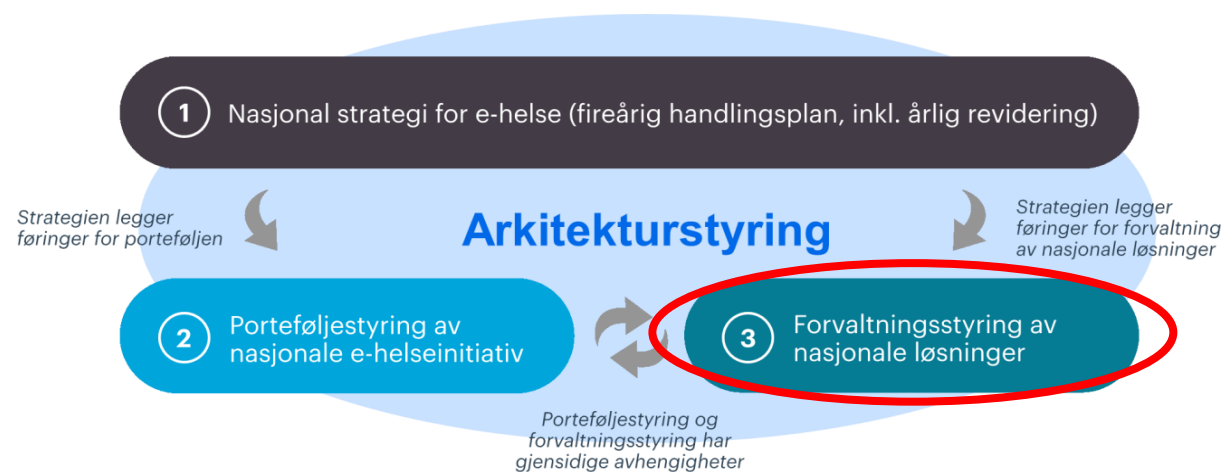 1 Nasjonal strategi for e-helse (fireårig handlingsplan, inkl. årlig revidering)
Strategien legger
føringer for porteføljen
Arkitekturstyring
Strategien legger
føringer for forvaltning
av nasjonale løsninger
2 Porteføljestyring av
nasjonale e-helseinitiativ
3 Forvaltningsstyring av
nasjonale løsninger
Porteføljestyring og
forvaltningsstyring har
gjensidige avhengigheter